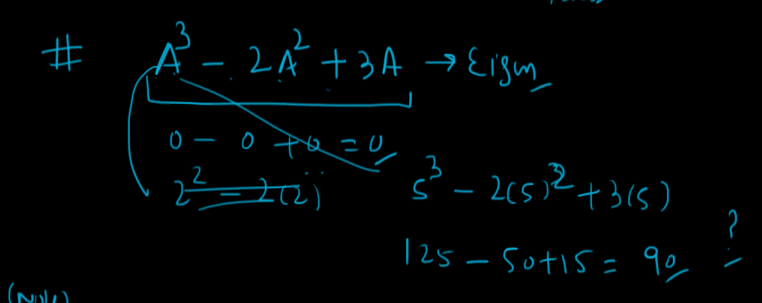 # A³ - 2A² + 3A → Eigen
0 - 0 + 0 = 0
2² - 2(2)
5³ - 2(5)² + 3(5)
125 - 50 + 15 = 90 ?
(Note)